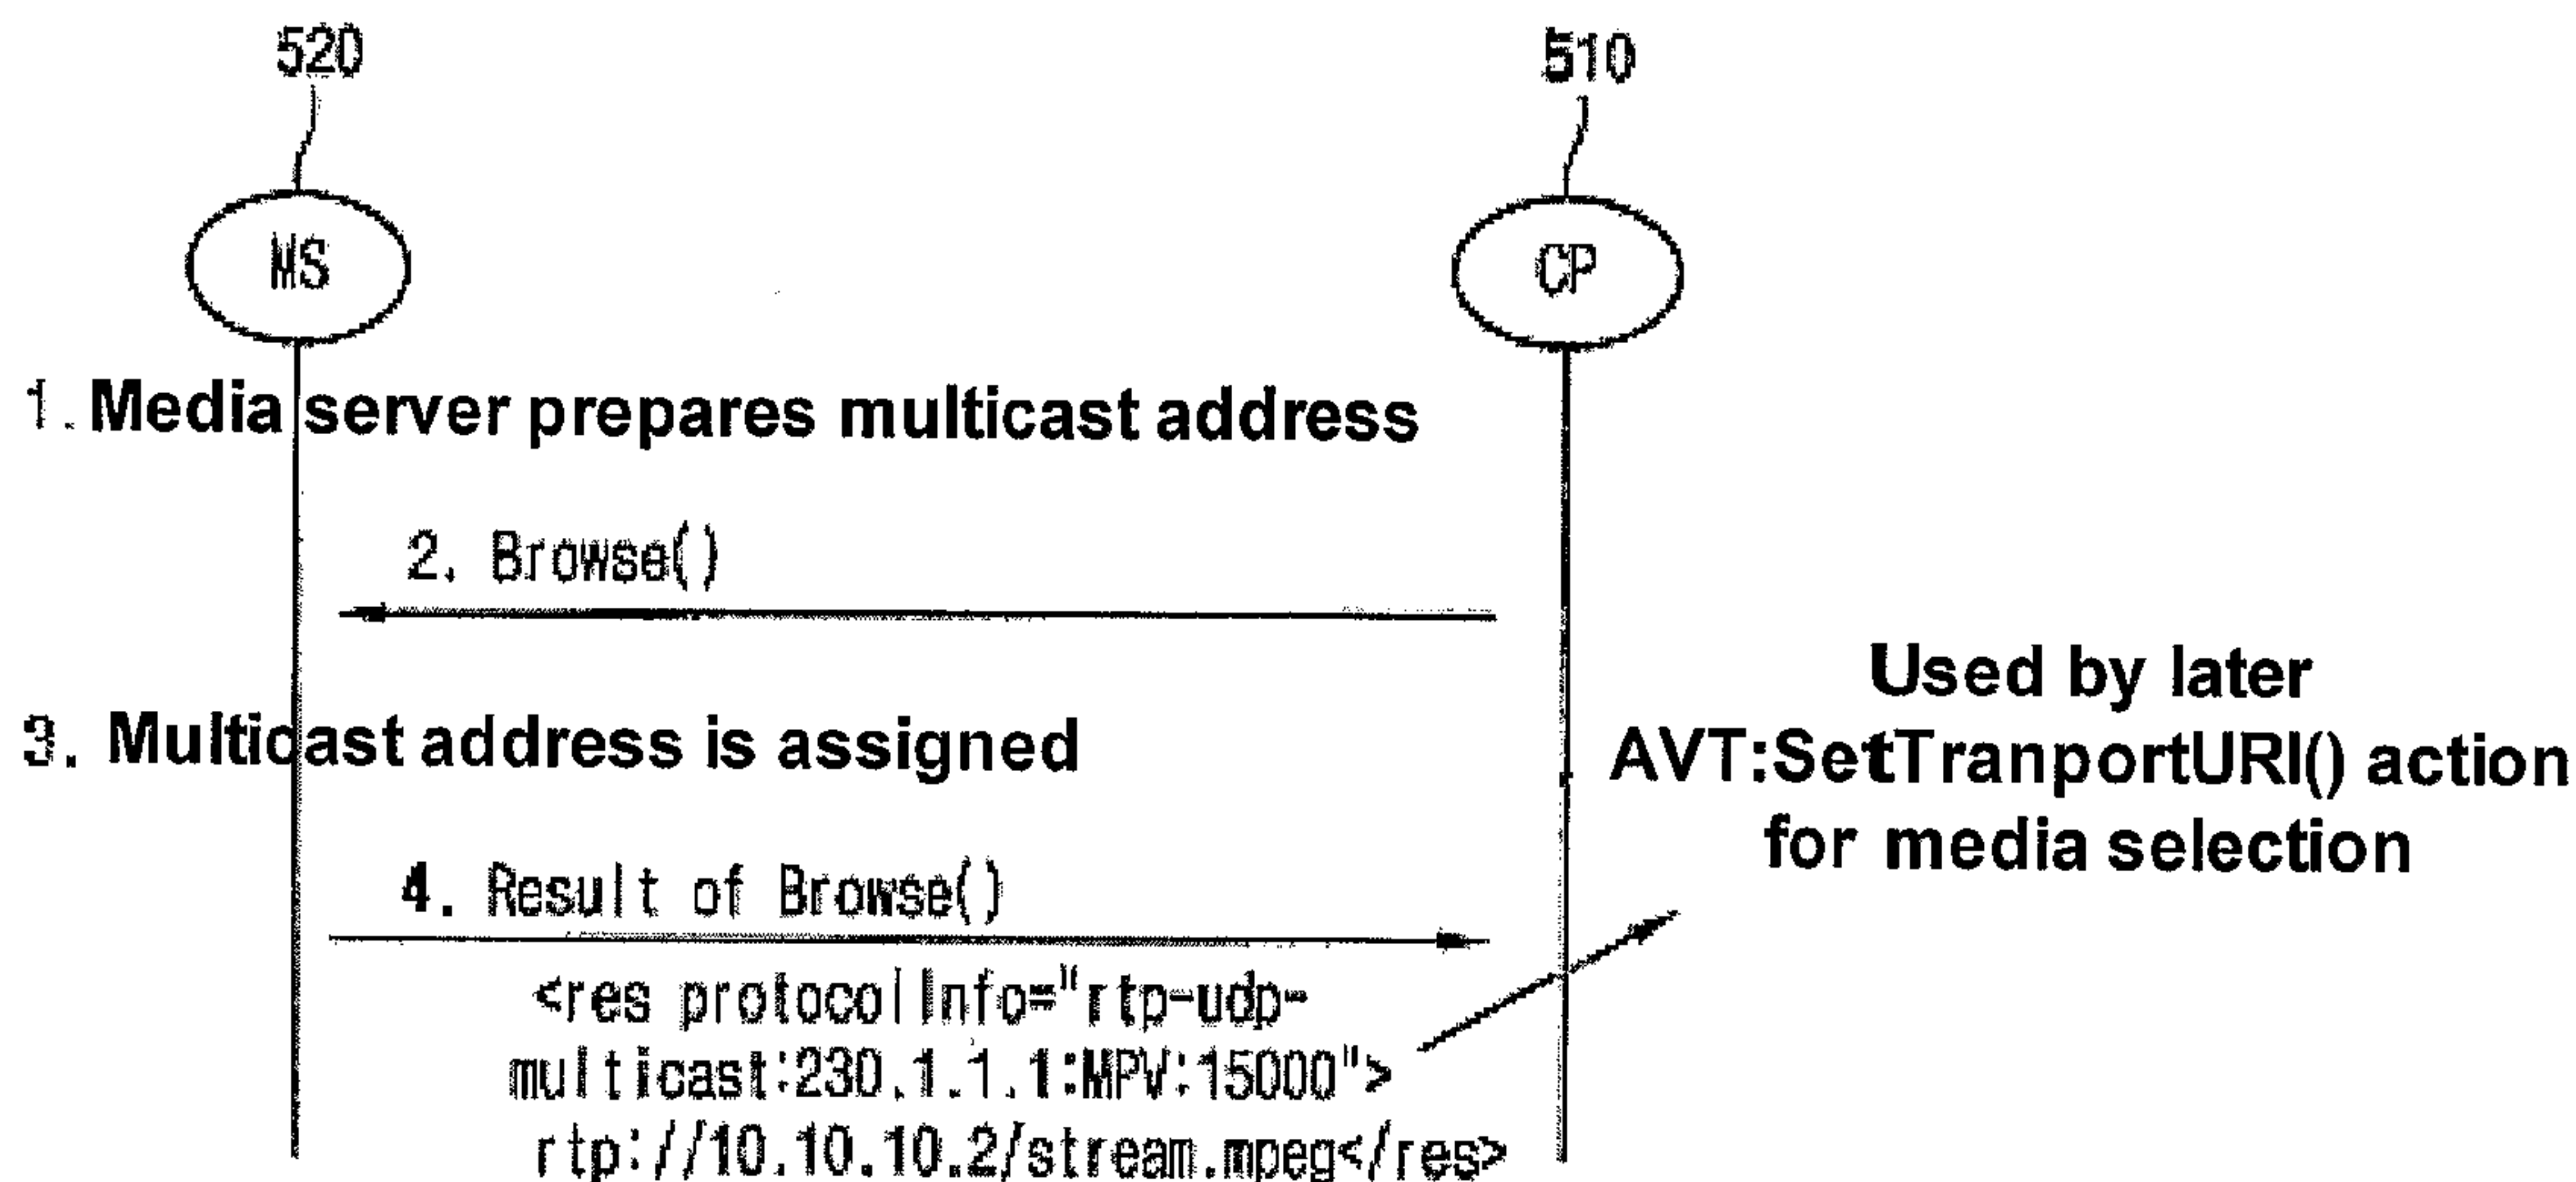 520
510
MS
CP
1. Media server prepares multicast address
2. Browse()
3. Multicast address is assigned
Used by later
AVT:SetTranportURI() action
for media selection
4. Result of Browse()
<res protocolInfo="rtp-udp-
multicast:230.1.1.1:MPV:15000">
rtp://10.10.10.2/stream.mpeg</res>